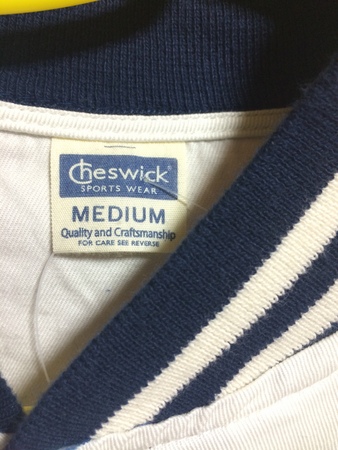 Cheswick
SPORTS WEAR
MEDIUM
Quality and Craftsmanship
FOR CARE SEE REVERSE